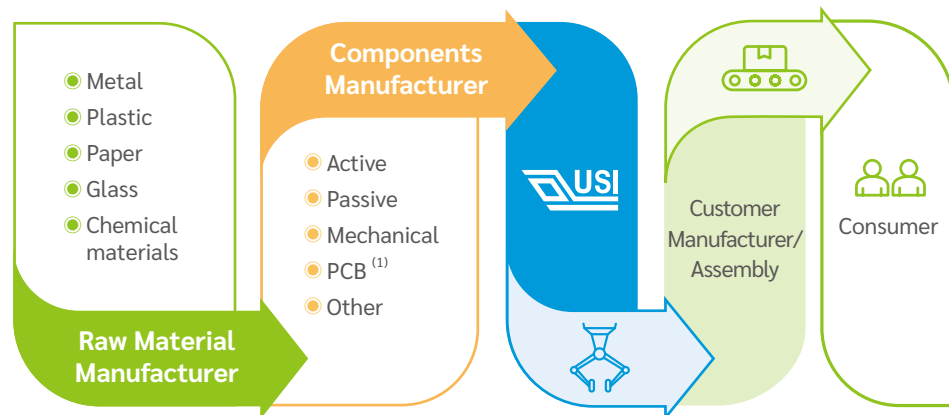 Metal
Plastic
Paper
Glass
Chemical
materials
Raw Material
Manufacturer
Components
Manufacturer
Active
Passive
Mechanical
PCB (1)
Other
USI
Customer
Manufacturer/
Assembly
Consumer